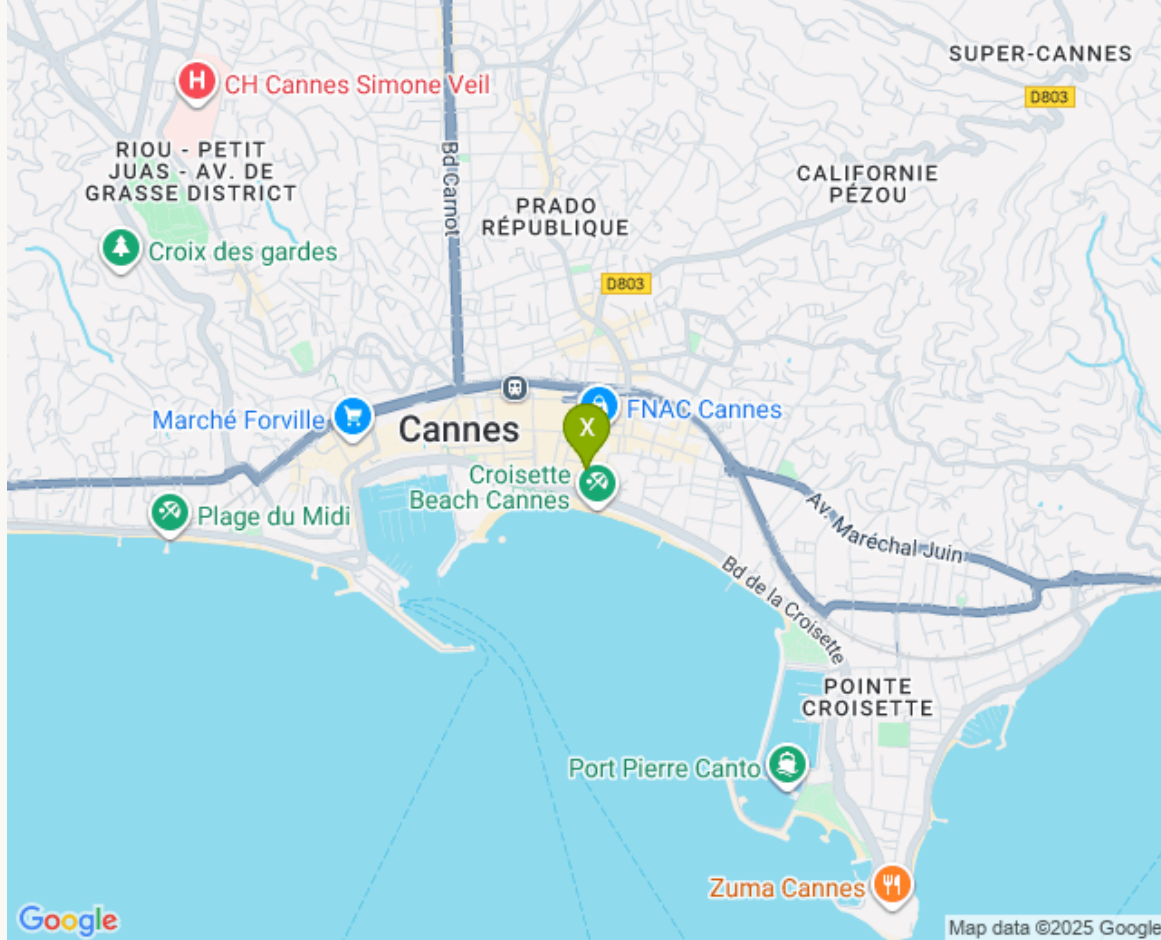 SUPER-CANNES
D803
H
CH Cannes Simone Veil
RIOU - PETIT
JUAS - AV. DE
GRASSE DISTRICT
Bd Carnot
CALIFORNIE
PÉZOU
PRADO
RÉPUBLIQUE
Croix des gardes
D803
Marché Forville
Cannes
FNAC Cannes
X
Croisette
Beach Cannes
Plage du Midi
Av. Maréchal Juin
Bd de la Croisette
POINTE
CROISETTE
Port Pierre Canto
Zuma Cannes
Google
Map data ©2025 Google